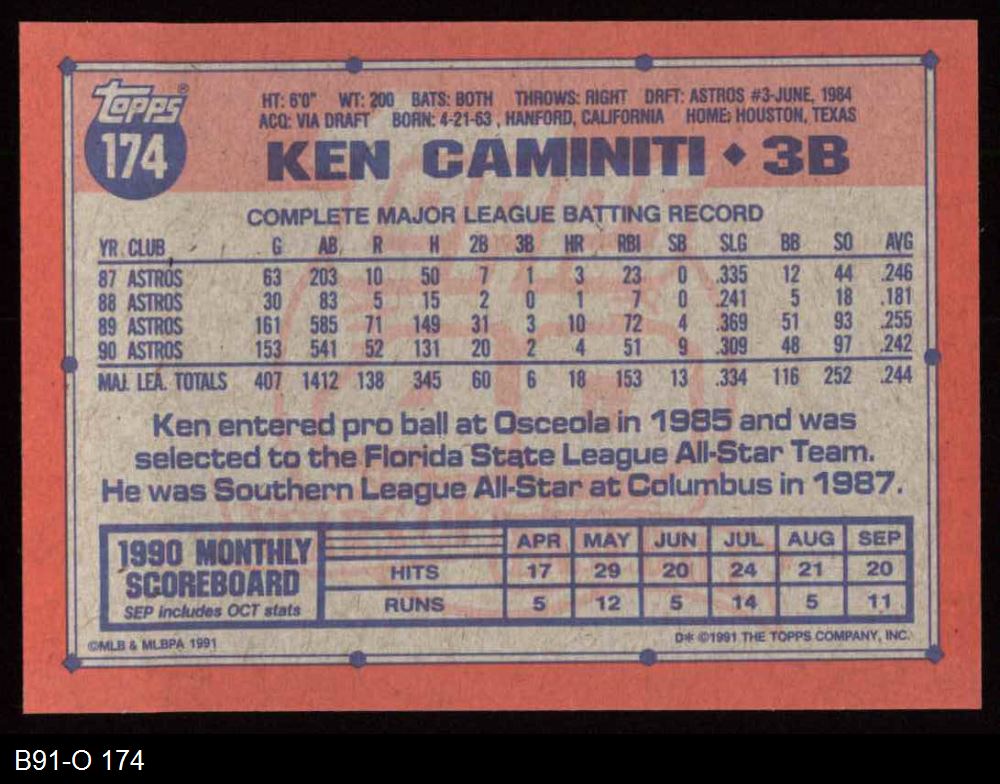 Topps®
174
HT: 6'0" WT: 200 BATS: BOTH THROWS: RIGHT DRFT: ASTROS #3-JUNE, 1984
ACQ: VIA DRAFT BORN: 4-21-63, HANFORD, CALIFORNIA HOME: HOUSTON, TEXAS
KEN CAMINITI ♦ 3B
COMPLETE MAJOR LEAGUE BATTING RECORD
YR CLUB G AB R H 2B 3B HR RBI SB SLG BB SO AVG
87 ASTROS 63 203 10 50 7 1 3 23 0 .335 12 44 .246
88 ASTROS 30 83 5 15 2 0 1 7 0 .241 5 18 .181
89 ASTROS 161 585 71 149 31 3 10 72 4 .369 51 93 .255
90 ASTROS 153 541 52 131 20 2 4 51 9 .309 48 97 .242
MAJ. LEA. TOTALS 407 1412 138 345 60 6 18 153 13 .334 116 252 .244
Ken entered pro ball at Osceola in 1985 and was
selected to the Florida State League All-Star Team.
He was Southern League All-Star at Columbus in 1987.
1990 MONTHLY
SCOREBOARD
SEP includes OCT stats
APR MAY JUN JUL AUG SEP
HITS 17 29 20 24 21 20
RUNS 5 12 5 14 5 11
©MLB & MLBPA 1991
D* ©1991 THE TOPPS COMPANY, INC.
B91-O 174